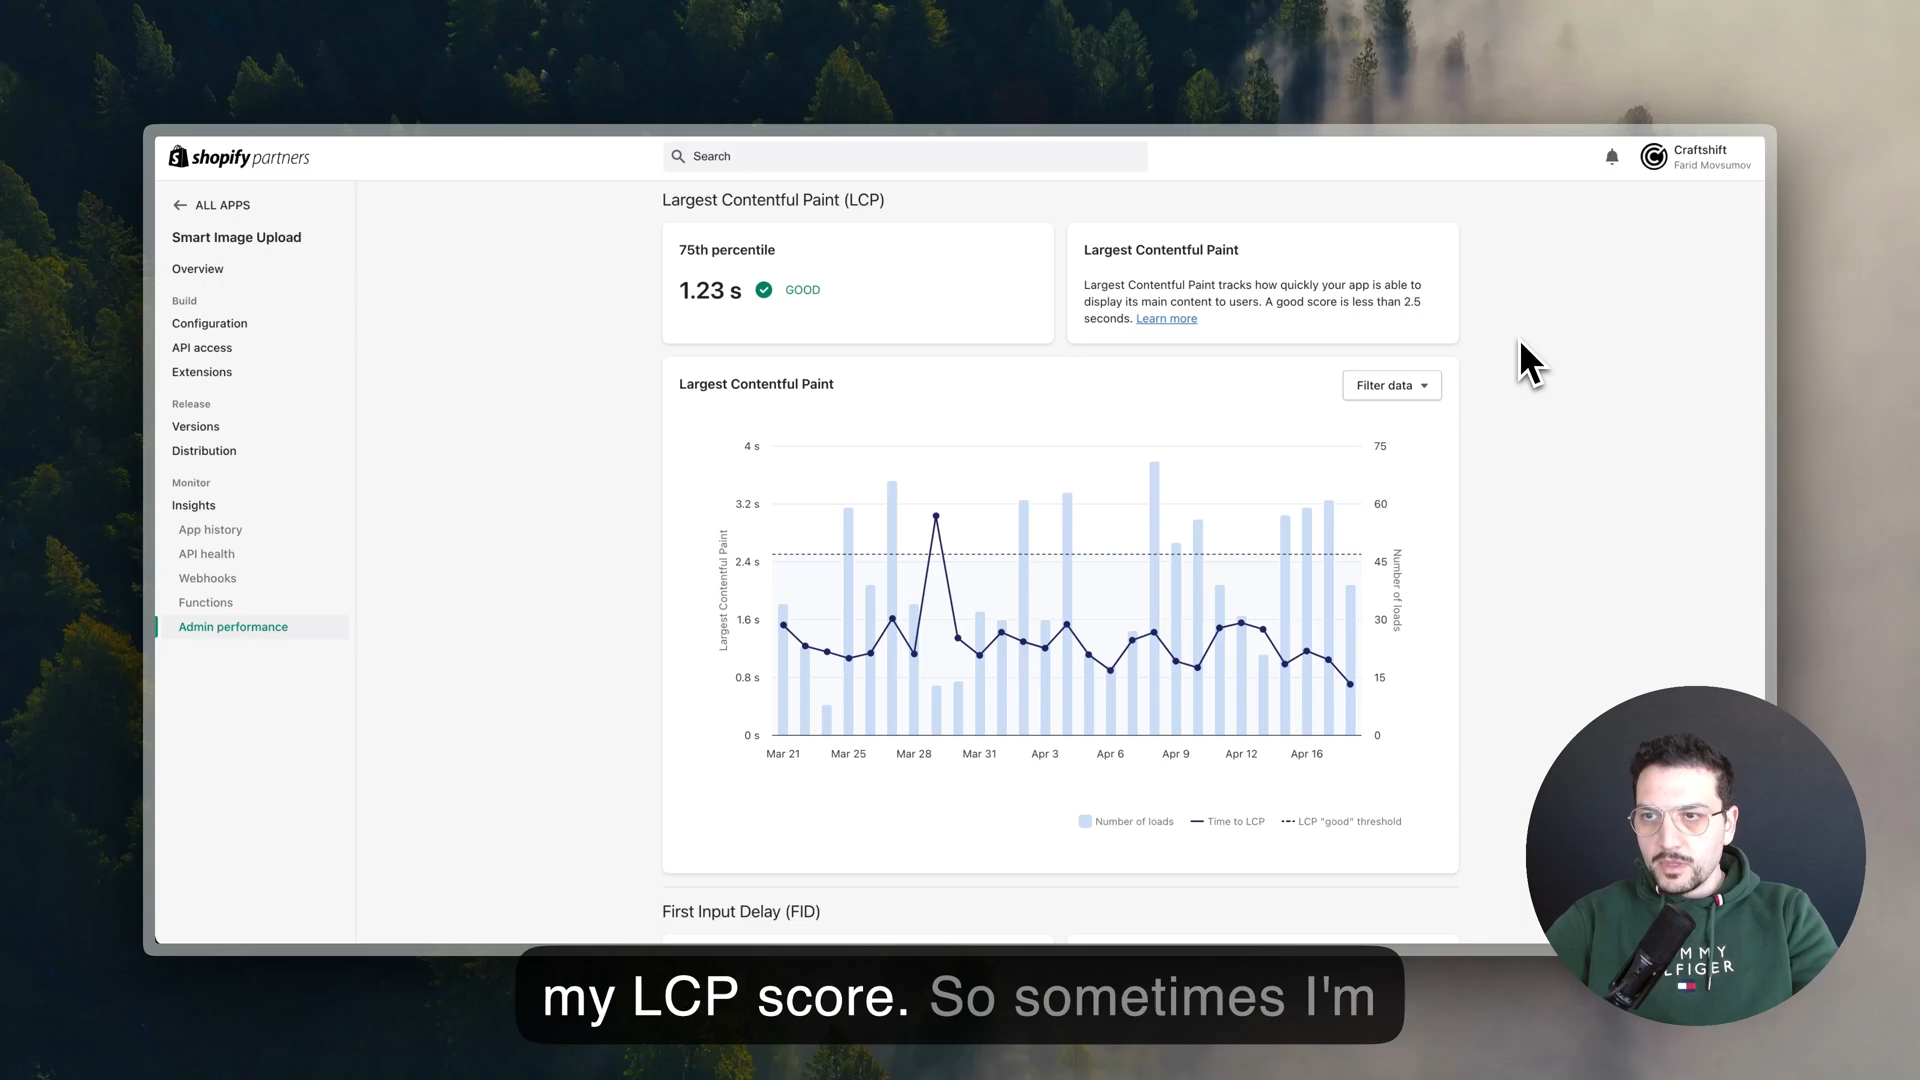 shopify partners
Search
Craftshift
Farid Movsumov
ALL APPS
Smart Image Upload
Overview
Build
Configuration
API access
Extensions
Release
Versions
Distribution
Monitor
Insights
App history
API health
Webhooks
Functions
Admin performance
Largest Contentful Paint (LCP)
75th percentile
1.23 s
GOOD
Largest Contentful Paint
Largest Contentful Paint tracks how quickly your app is able to
display its main content to users. A good score is less than 2.5
seconds. Learn more
Largest Contentful Paint
Filter data
4 s
3.2 s
2.4 s
1.6 s
0.8 s
0 s
Largest Contentful Paint
75
60
45
30
15
0
Number of loads
Mar 21
Mar 25
Mar 28
Mar 31
Apr 3
Apr 6
Apr 9
Apr 12
Apr 16
Number of loads
Time to LCP
LCP "good" threshold
First Input Delay (FID)
MMY
LFIGER
my LCP score. So sometimes I'm